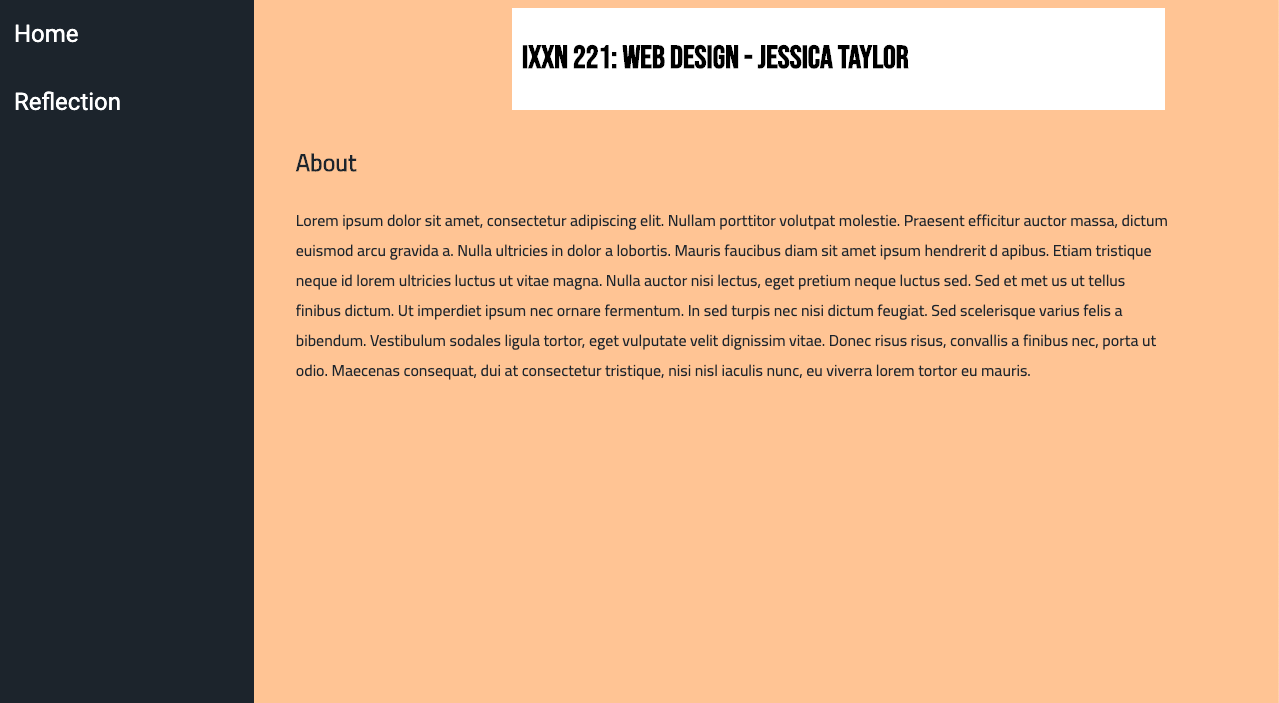 Home
Reflection
IXXN 221: WEB DESIGN - JESSICA TAYLOR
About
Lorem ipsum dolor sit amet, consectetur adipiscing elit. Nullam porttitor volutpat molestie. Praesent efficitur auctor massa, dictum
euismod arcu gravida a. Nulla ultricies in dolor a lobortis. Mauris faucibus diam sit amet ipsum hendrerit d apibus. Etiam tristique
neque id lorem ultricies luctus ut vitae magna. Nulla auctor nisi lectus, eget pretium neque luctus sed. Sed et met us ut tellus
finibus dictum. Ut imperdiet ipsum nec ornare fermentum. In sed turpis nec nisi dictum feugiat. Sed scelerisque varius felis a
bibendum. Vestibulum sodales ligula tortor, eget vulputate velit dignissim vitae. Donec risus risus, convallis a finibus nec, porta ut
odio. Maecenas consequat, dui at consectetur tristique, nisi nisl iaculis nunc, eu viverra lorem tortor eu mauris.